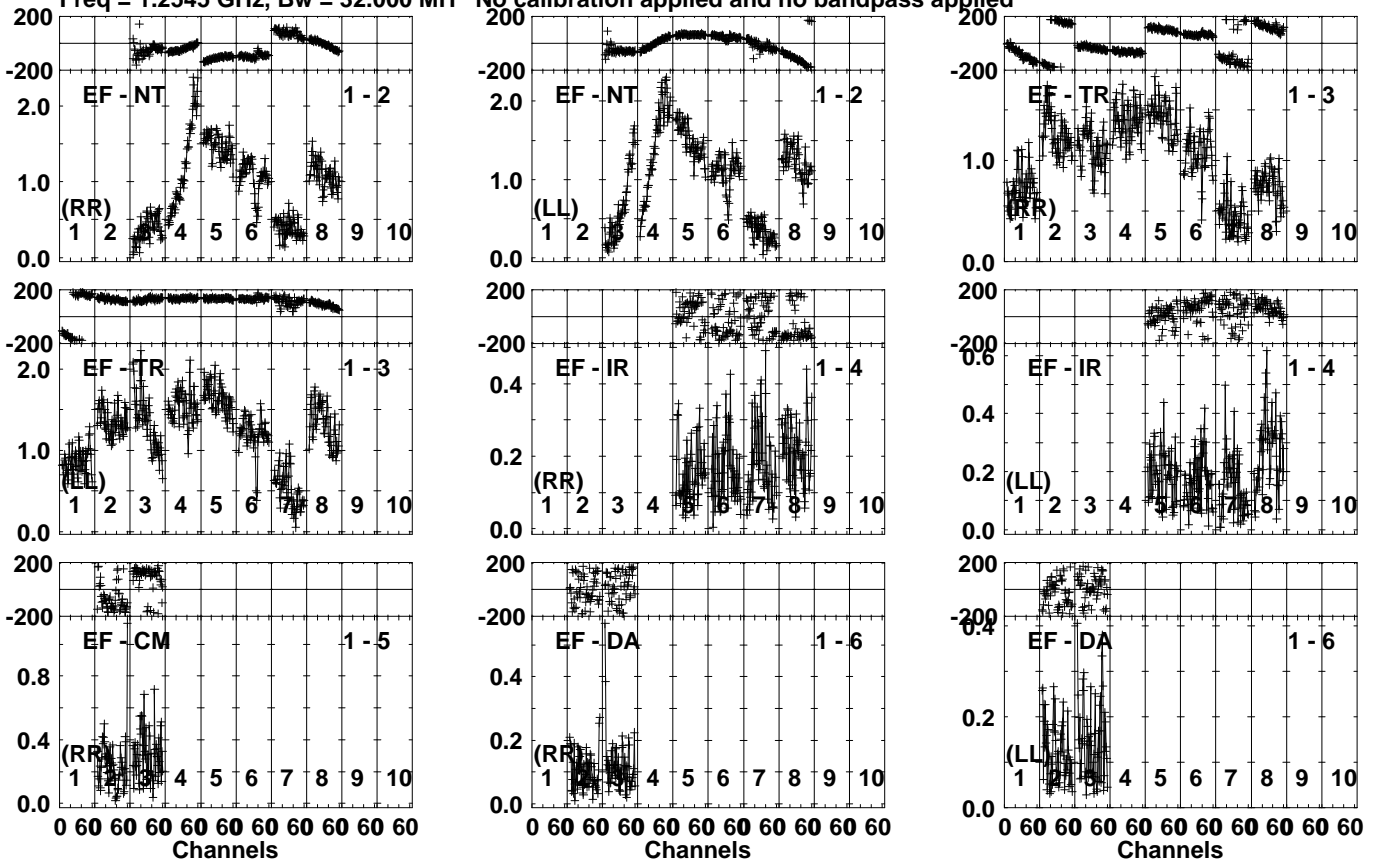 Freq = 1.2545 GHz, Bw = 32.000 MH No calibration applied and no bandpass applied
200
-200
EF - NT 1 - 2
2.0
1.0
(RR)
1 2 3 4 5 6 7 8 9 10
0.0
200
-200
EF - NT 1 - 2
2.0
1.0
(LL)
1 2 3 4 5 6 7 8 9 10
0.0
200
-200
EF - TR 1 - 3
1.0
(RR)
1 2 3 4 5 6 7 8 9 10
0.0
200
-200
EF - TR 1 - 3
2.0
1.0
(LL)
1 2 3 4 5 6 7 8 9 10
0.0
200
-200
EF - IR 1 - 4
0.4
0.2
(RR)
1 2 3 4 5 6 7 8 9 10
0.0
200
-200
0.6
EF - IR 1 - 4
0.4
0.2
(LL)
1 2 3 4 5 6 7 8 9 10
0.0
200
-200
EF - CM 1 - 5
0.8
0.4
(RR)
1 2 3 4 5 6 7 8 9 10
0.0
200
-200
EF - DA 1 - 6
0.4
0.2
(RR)
1 2 3 4 5 6 7 8 9 10
0.0
200
-200
0.4
EF - DA 1 - 6
0.2
(LL)
1 2 3 4 5 6 7 8 9 10
0.0
0 60 60 60 60 60 60 60 60 60 60
Channels
0 60 60 60 60 60 60 60 60 60 60
Channels
0 60 60 60 60 60 60 60 60 60 60
Channels